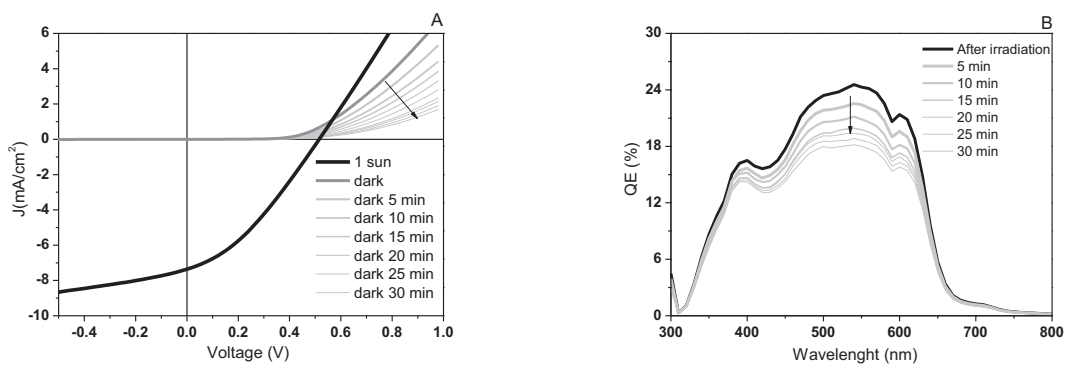 A
6
4
2
0
-2
-4
-6
-8
-10
J(mA/cm²)
1 sun
dark
dark 5 min
dark 10 min
dark 15 min
dark 20 min
dark 25 min
dark 30 min
-0.4 -0.2 0.0 0.2 0.4 0.6 0.8 1.0
Voltage (V)
B
30
24
18
12
6
0
QE (%)
After irradiation
5 min
10 min
15 min
20 min
25 min
30 min
300 400 500 600 700 800
Wavelenght (nm)